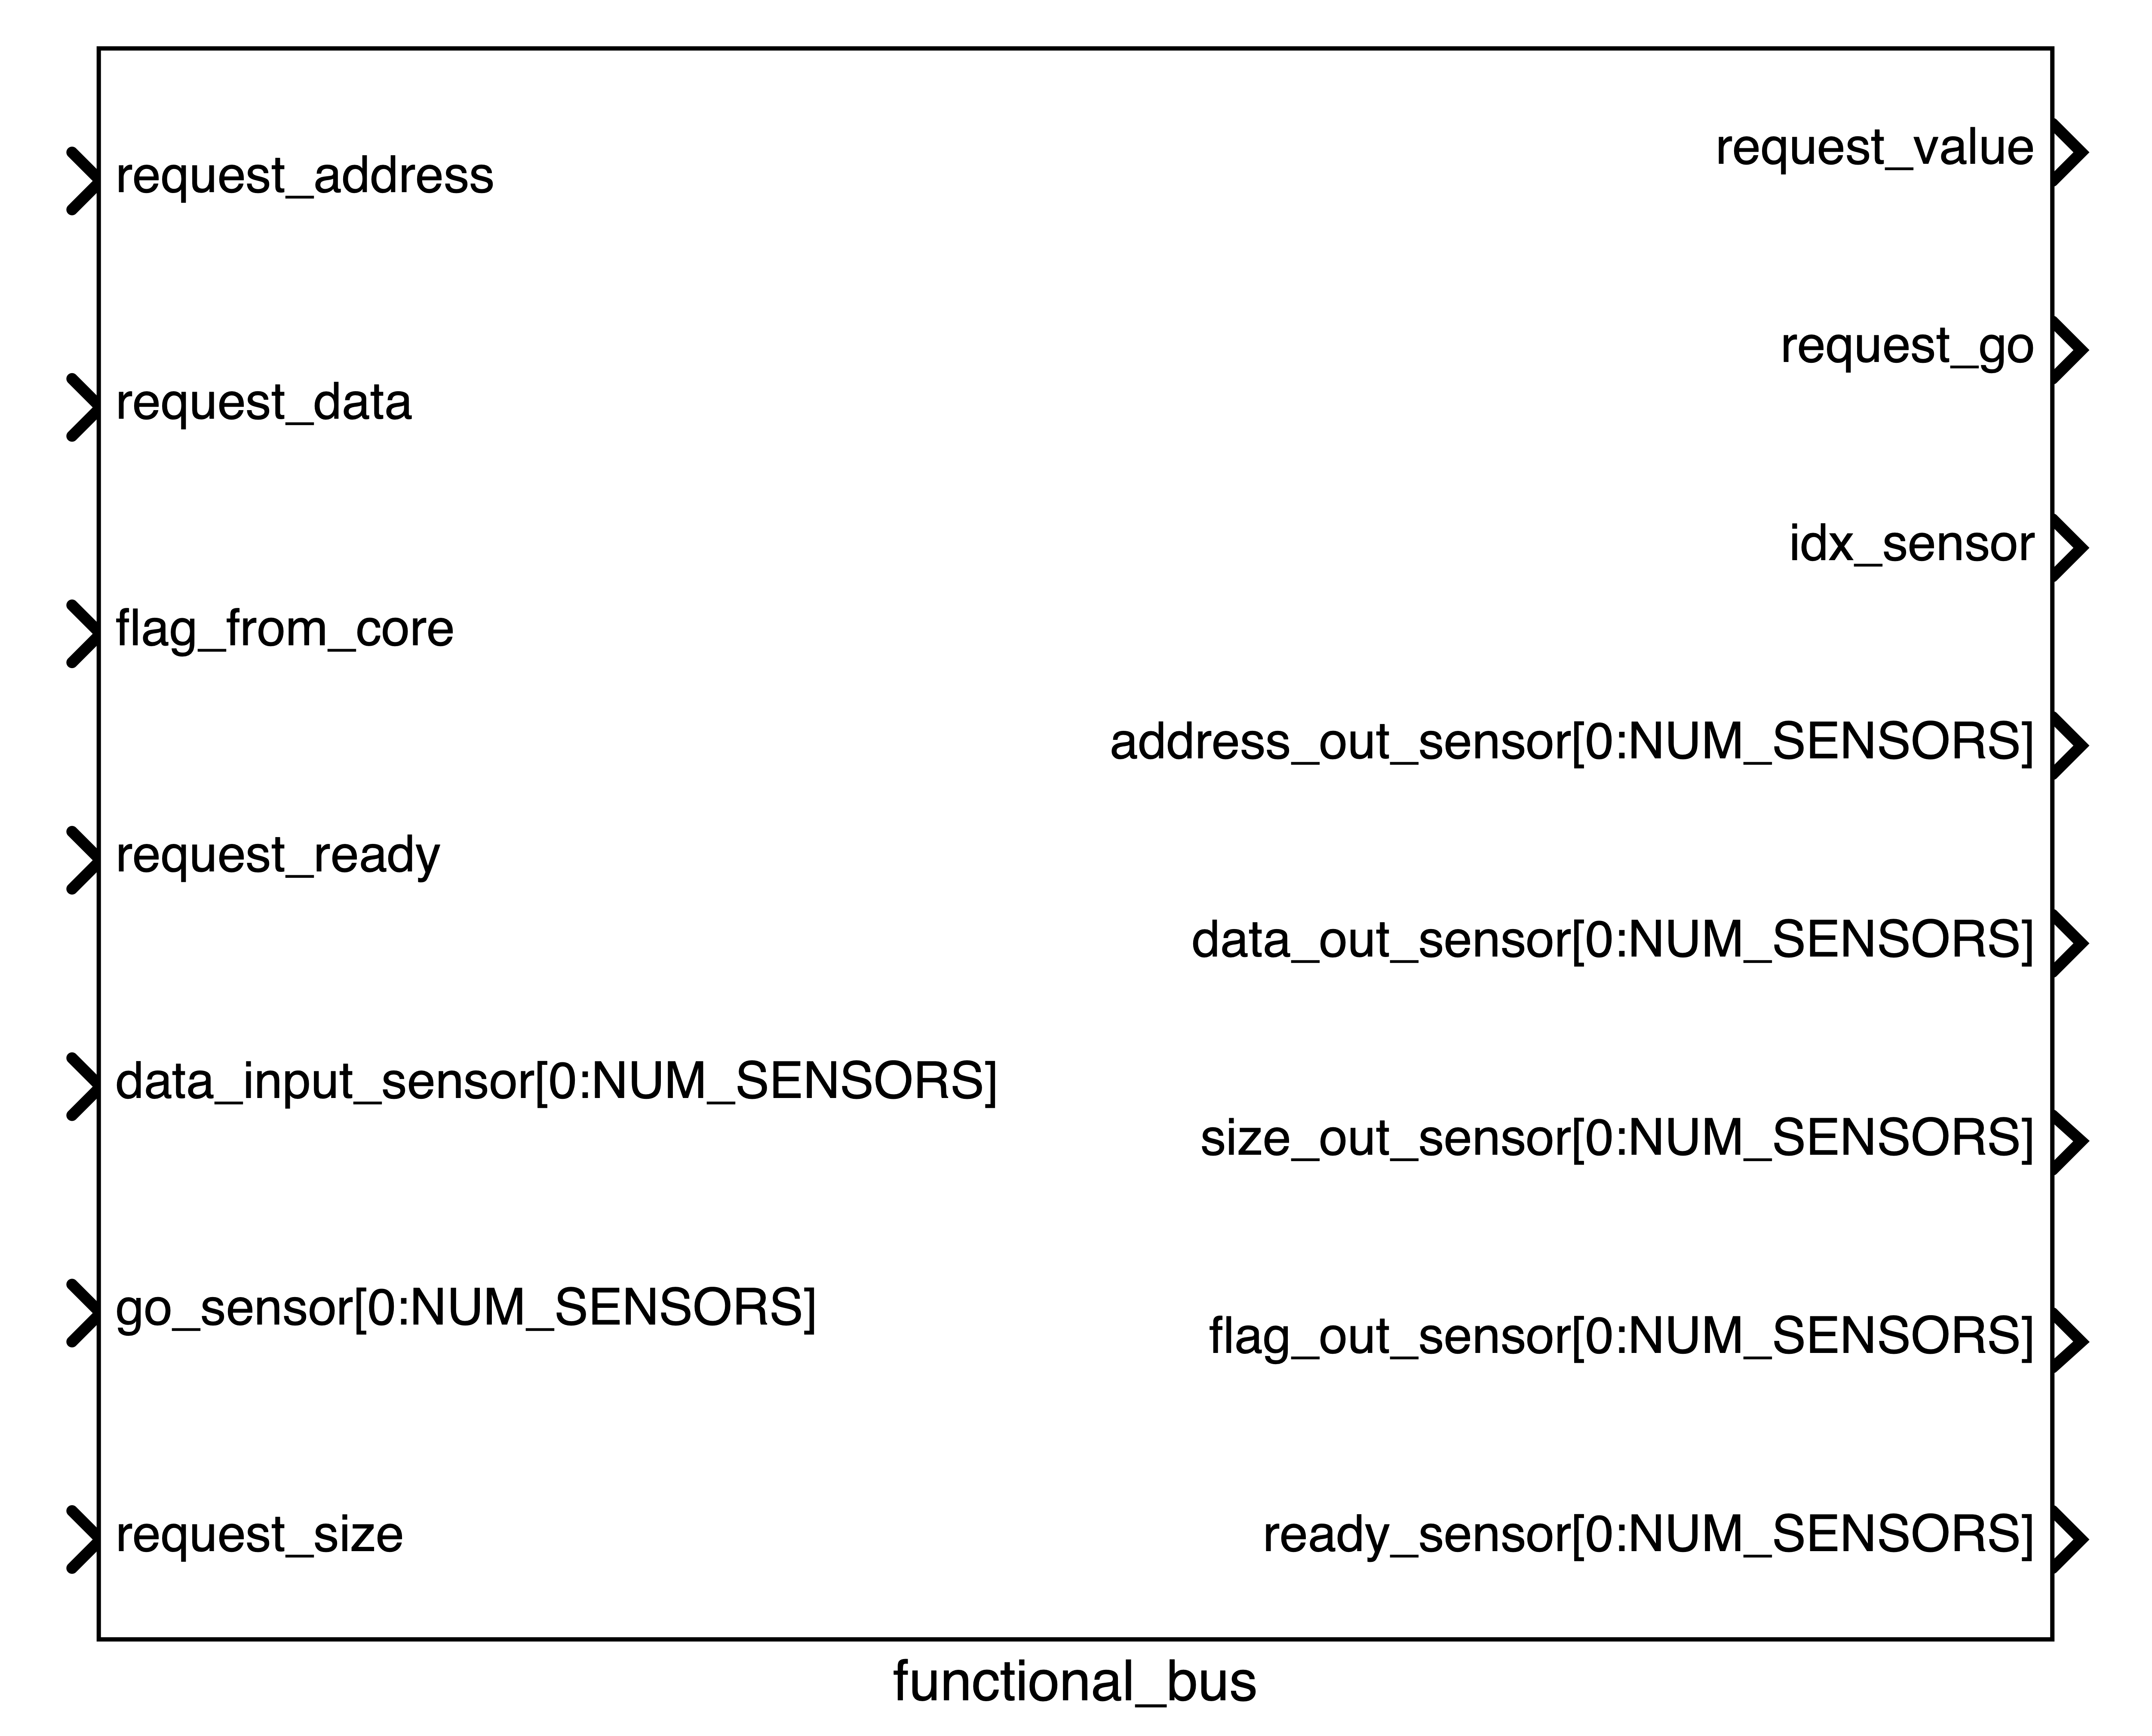 request_address
request_data
flag_from_core
request_ready
data_input_sensor[0:NUM_SENSORS]
go_sensor[0:NUM_SENSORS]
request_size
request_value
request_go
idx_sensor
address_out_sensor[0:NUM_SENSORS]
data_out_sensor[0:NUM_SENSORS]
size_out_sensor[0:NUM_SENSORS]
flag_out_sensor[0:NUM_SENSORS]
ready_sensor[0:NUM_SENSORS]
functional_bus